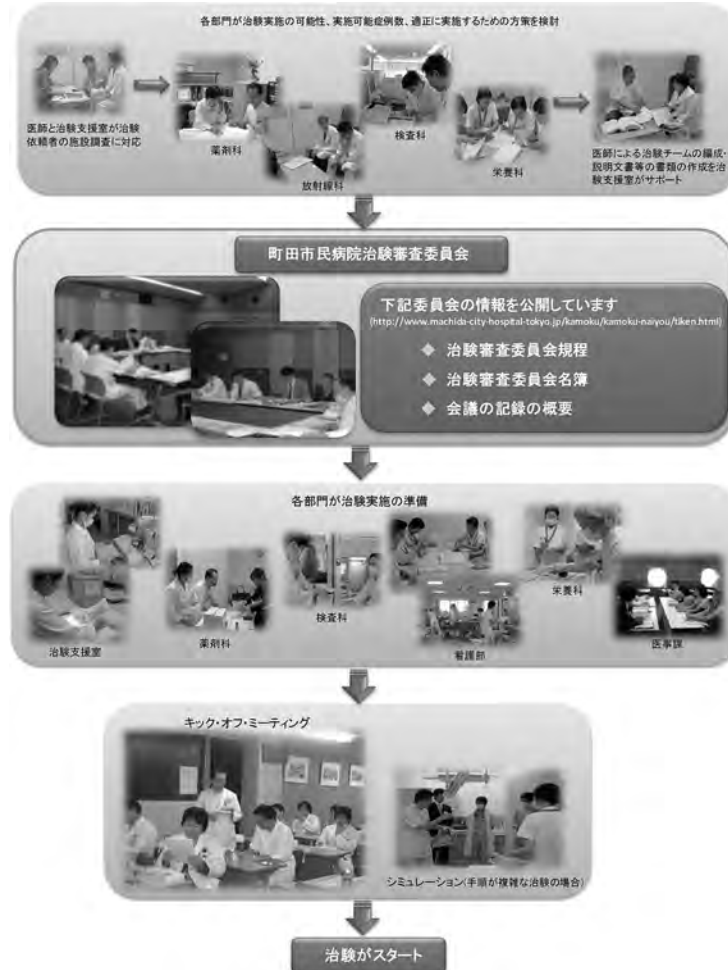 各部門が治験実施の可能性、実施可能症例数、適正に実施するための方策を検討
医師と治験支援室が治験
依頼者の施設調査に対応
薬剤科
放射線科
検査科
栄養科
医師による治験チームの編成・
説明文書等の書類の作成を治
験支援室がサポート
町田市民病院治験審査委員会
下記委員会の情報を公開しています
(http://www.machida-city-hospital-tokyo.jp/kamoku/kamoku-naiyou/tiken.html)
◆ 治験審査委員会規程
◆ 治験審査委員会名簿
◆ 会議の記録の概要
各部門が治験実施の準備
治験支援室
薬剤科
検査科
看護部
栄養科
医事課
キック・オフ・ミーティング
シミュレーション(手順が複雑な治験の場合)
治験がスタート